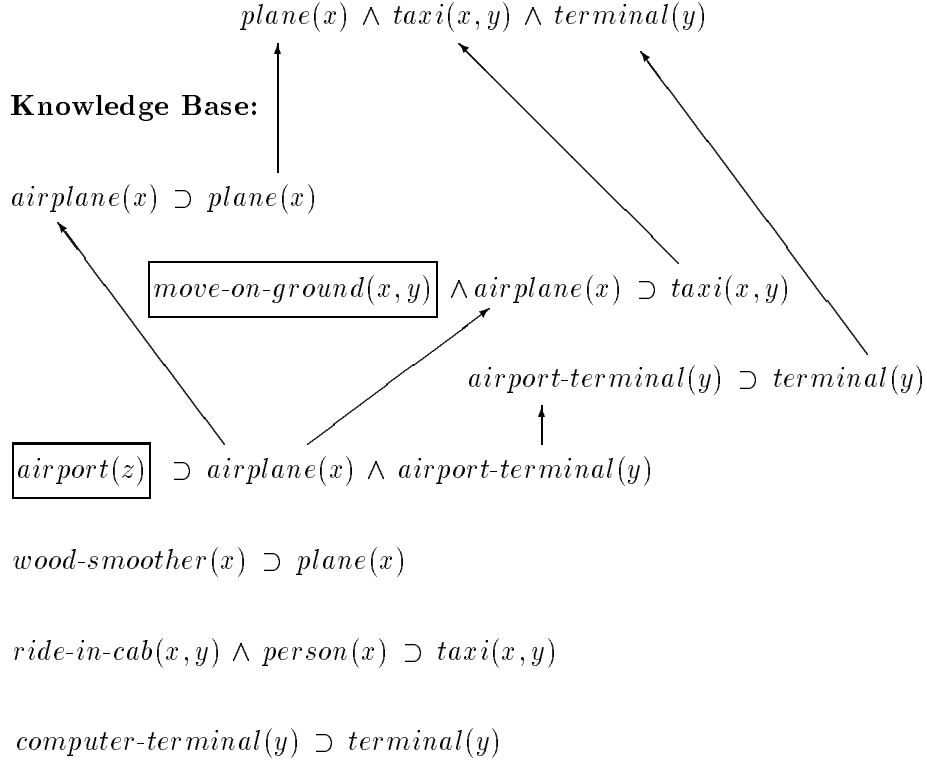 plane(x) ∧ taxi(x, y) ∧ terminal(y)
Knowledge Base:
airplane(x) ⊃ plane(x)
move-on-ground(x, y) ∧ airplane(x) ⊃ taxi(x, y)
airport-terminal(y) ⊃ terminal(y)
airport(z) ⊃ airplane(x) ∧ airport-terminal(y)
wood-smoother(x) ⊃ plane(x)
ride-in-cab(x, y) ∧ person(x) ⊃ taxi(x, y)
computer-terminal(y) ⊃ terminal(y)